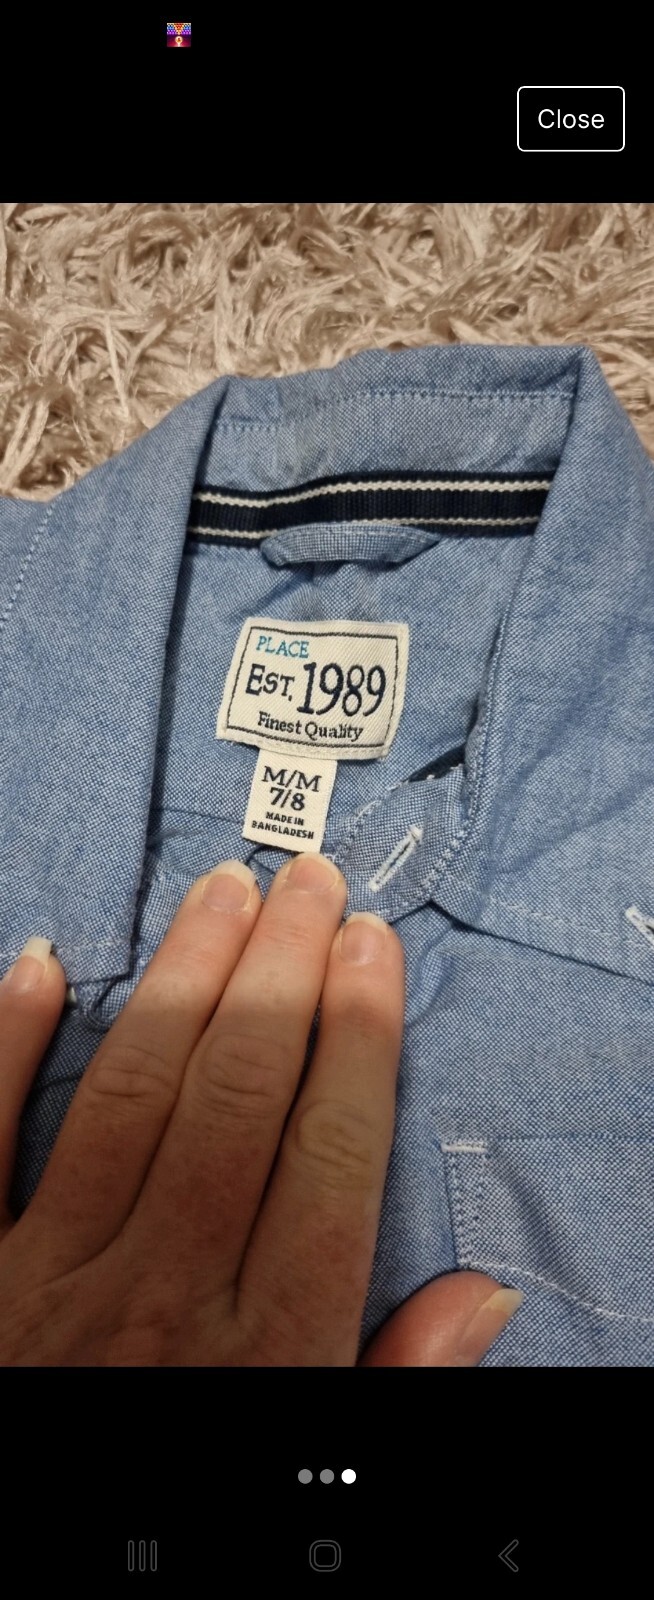 Close
PLACE
EST. 1989
Finest Quality
M/M
7/8
MADE IN
BANGLADESH